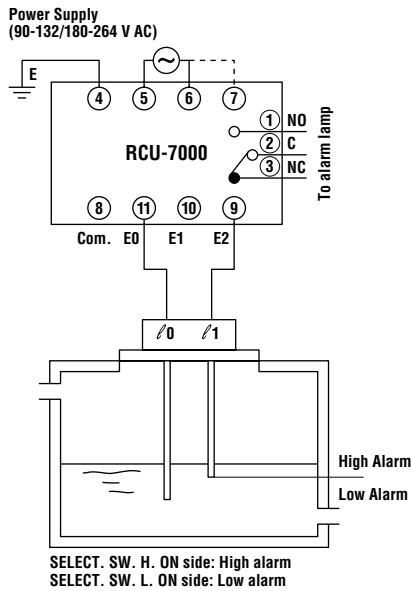 Power Supply
(90-132/180-264 V AC)
E
4 5 6 7
1 NO
2 C
3 NC
RCU-7000
To alarm lamp
8 11 10 9
Com. E0 E1 E2
ℓ0 ℓ1
High Alarm
Low Alarm
SELECT. SW. H. ON side: High alarm
SELECT. SW. L. ON side: Low alarm